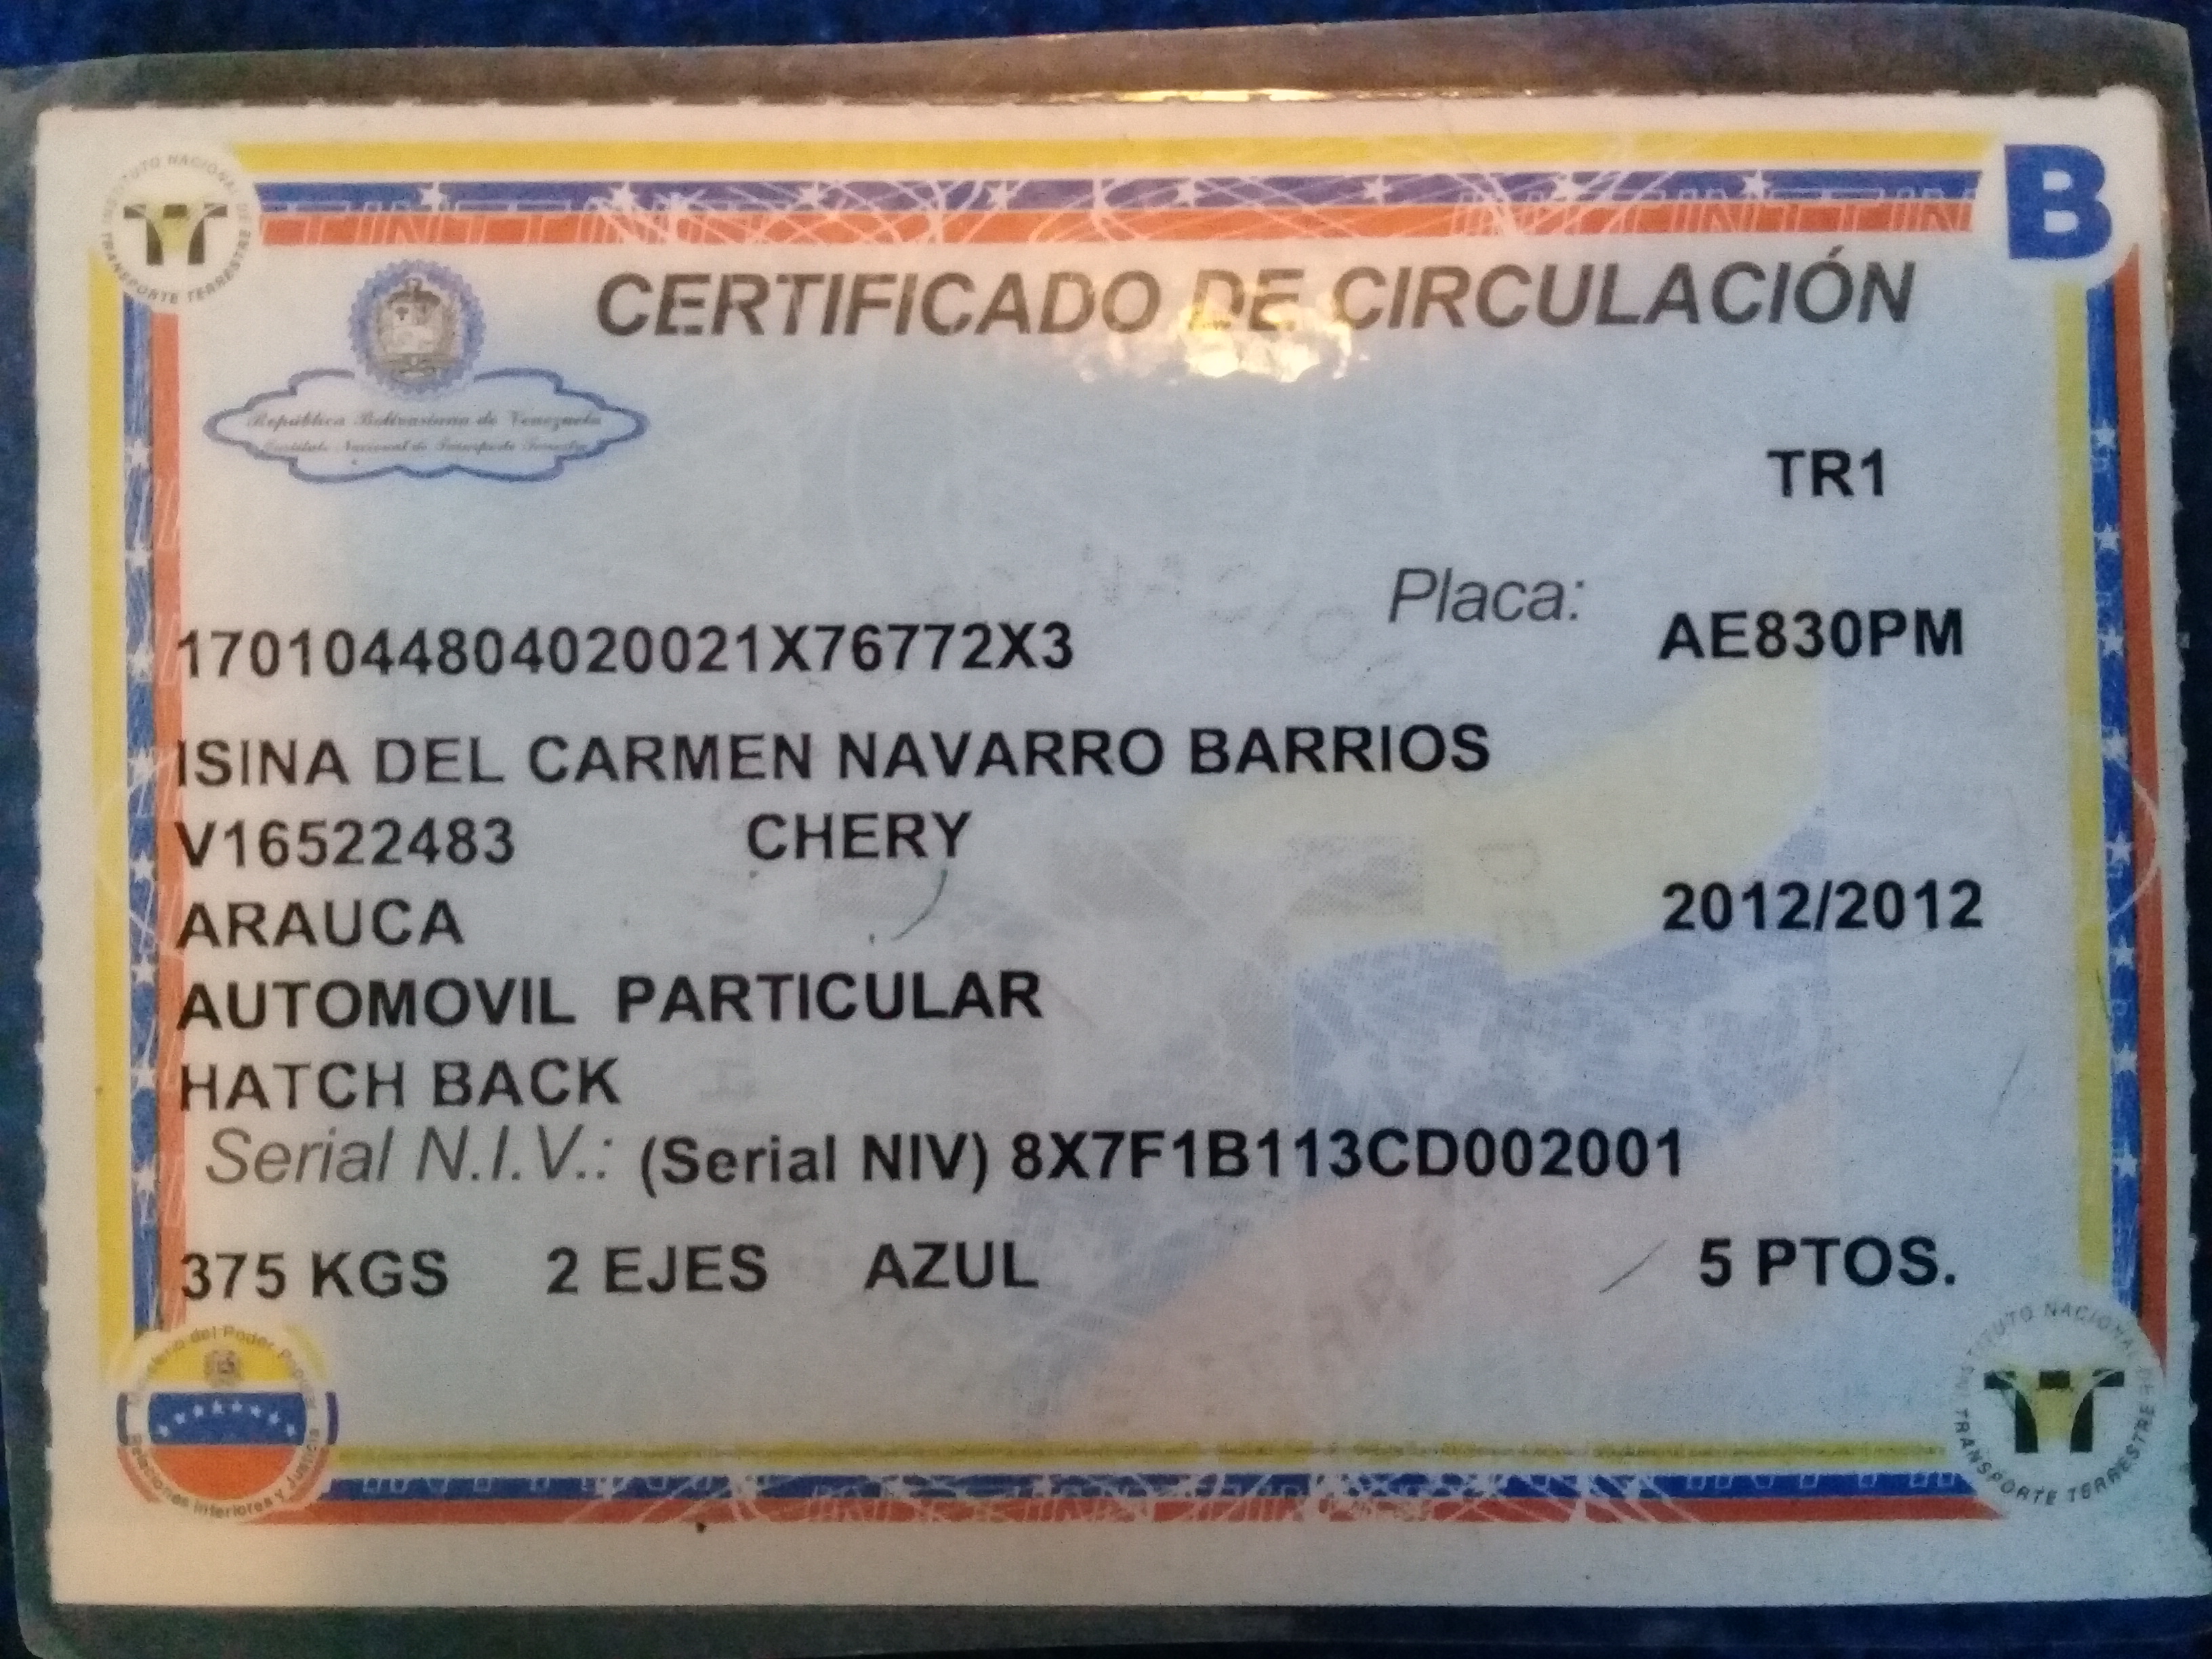 INSTITUTO NACIONAL DE TRANSPORTE TERRESTRE
B
CERTIFICADO DE CIRCULACIÓN
República Bolivariana de Venezuela
Instituto Nacional de Transporte Terrestre
TR1
Placa:
AE830PM
1701044804020021X76772X3
ISINA DEL CARMEN NAVARRO BARRIOS
V16522483 CHERY
ARAUCA 2012/2012
AUTOMOVIL PARTICULAR
HATCH BACK
Serial N.I.V.: (Serial NIV) 8X7F1B113CD002001
375 KGS 2 EJES AZUL 5 PTOS.
Ministerio del Poder Popular
Relaciones Interiores y Justicia
INSTITUTO NACIONAL DE TRANSPORTE TERRESTRE